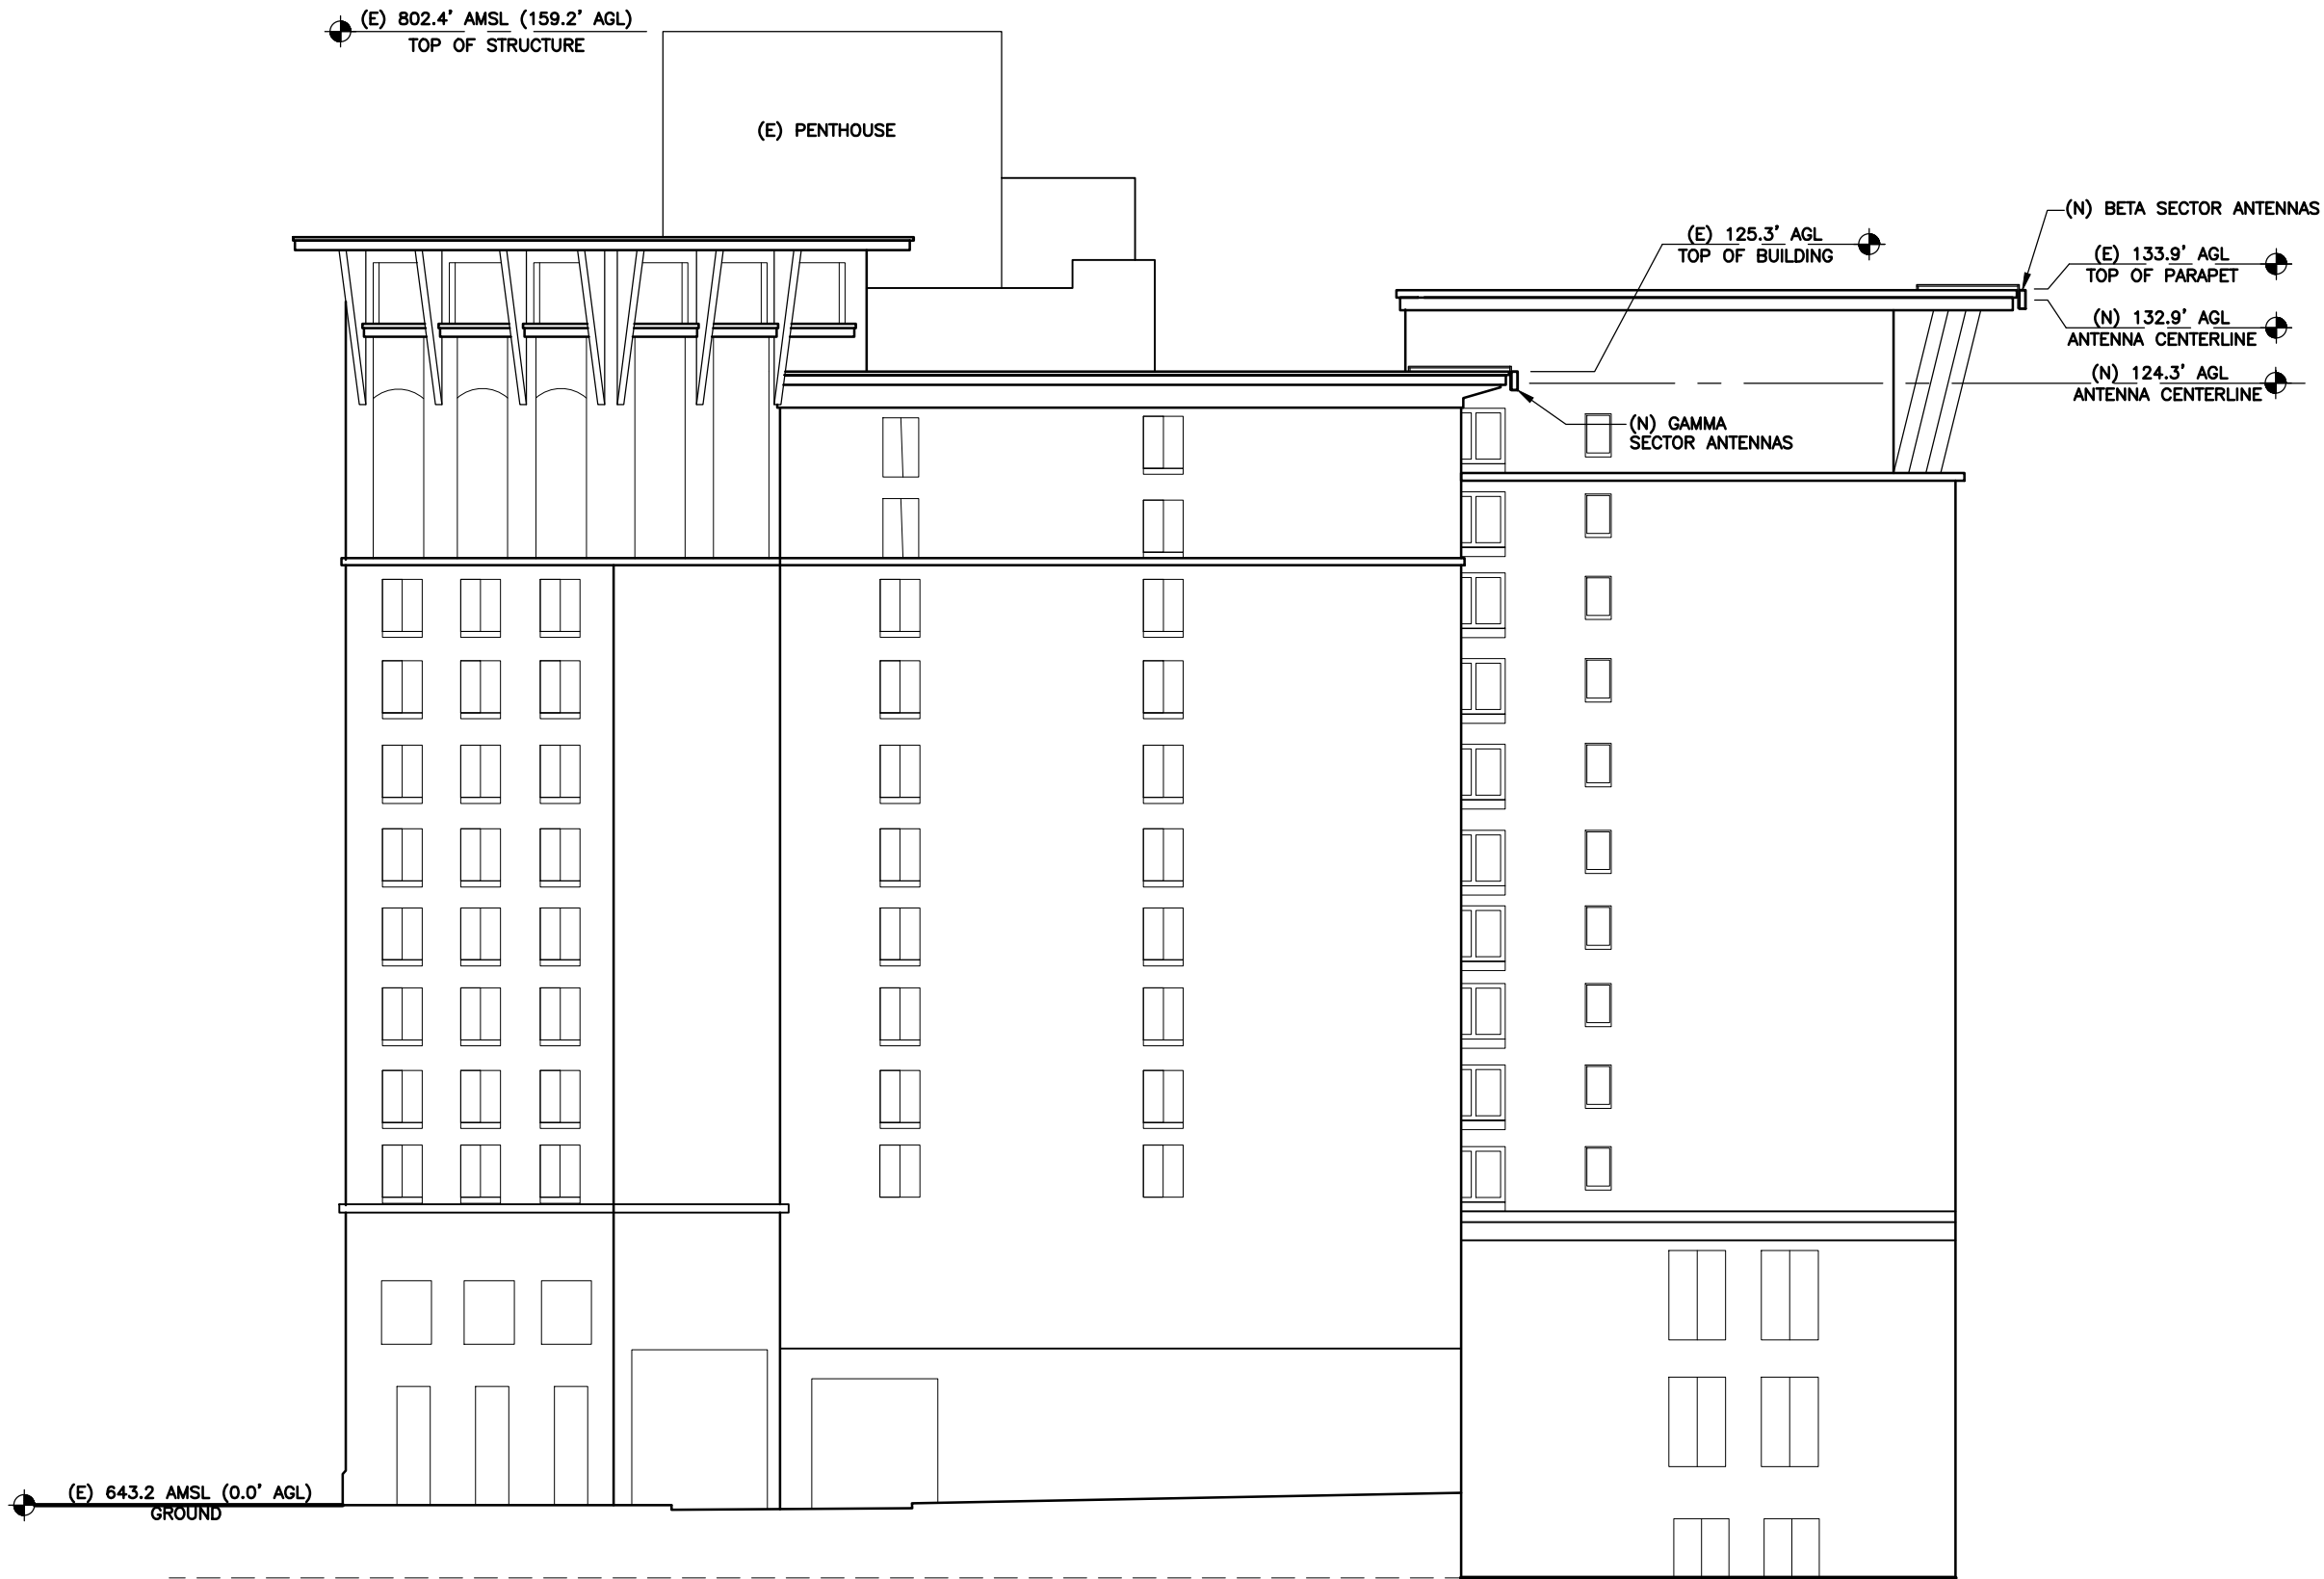 (E) 802.4' AMSL (159.2' AGL)
TOP OF STRUCTURE
(E) PENTHOUSE
(N) BETA SECTOR ANTENNAS
(E) 125.3' AGL
TOP OF BUILDING
(E) 133.9' AGL
TOP OF PARAPET
(N) 132.9' AGL
ANTENNA CENTERLINE
(N) 124.3' AGL
ANTENNA CENTERLINE
(N) GAMMA
SECTOR ANTENNAS
(E) 643.2 AMSL (0.0' AGL)
GROUND